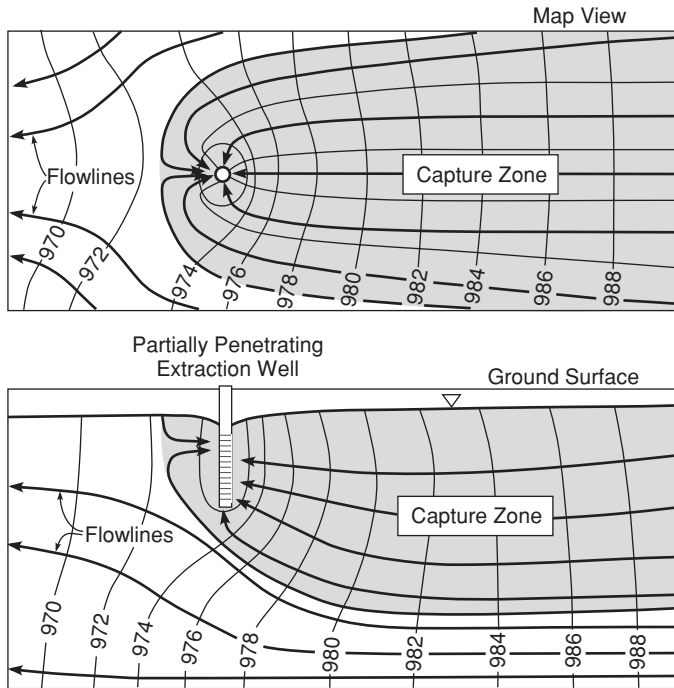 Map View
Flowlines
Capture Zone
970
972
974
976
978
980
982
984
986
988
Partially Penetrating
Extraction Well
Ground Surface
Capture Zone
Flowlines
970
972
974
976
978
980
982
984
986
988